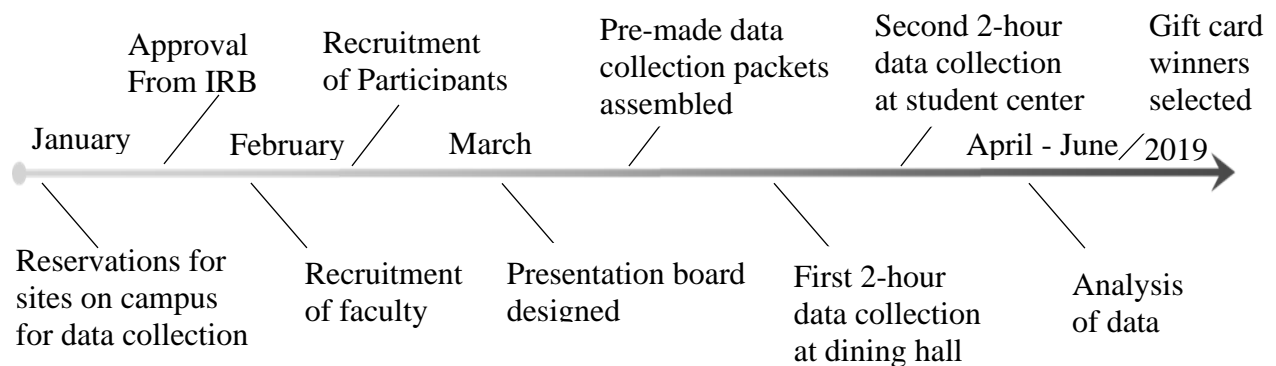 Approval
From IRB
Recruitment
of Participants
Pre-made data
collection packets
assembled
Second 2-hour
data collection
at student center
Gift card
winners
selected
January
February
March
April - June
2019
Reservations for
sites on campus
for data collection
Recruitment
of faculty
Presentation board
designed
First 2-hour
data collection
at dining hall
Analysis
of data